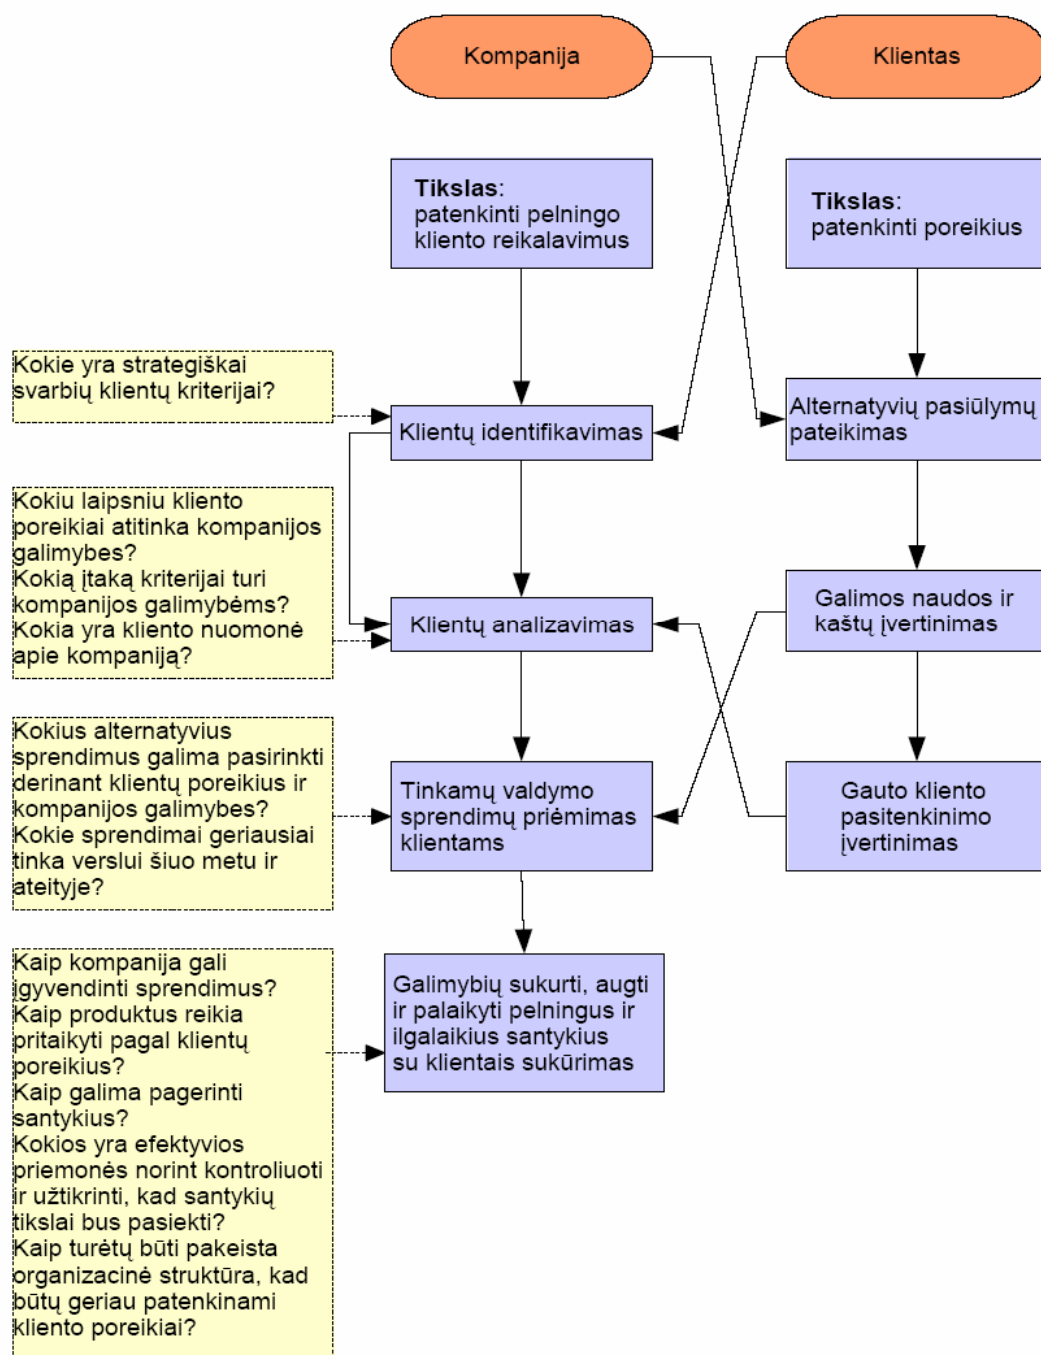 Kompanija
Klientas
Tikslas:
patenkinti pelningo
kliento reikalavimus
Tikslas:
patenkinti poreikius
Kokie yra strategiškai
svarbių klientų kriterijai?
Klientų identifikavimas
Alternatyvių pasiūlymų
pateikimas
Kokiu laipsniu kliento
poreikiai atitinka kompanijos
galimybes?
Kokią įtaką kriterijai turi
kompanijos galimybėms?
Kokia yra kliento nuomonė
apie kompaniją?
Klientų analizavimas
Galimos naudos ir
kaštų įvertinimas
Kokius alternatyvius
sprendimus galima pasirinkti
derinant klientų poreikius ir
kompanijos galimybes?
Kokie sprendimai geriausiai
tinka verslui šiuo metu ir
ateityje?
Tinkamų valdymo
sprendimų priėmimas
klientams
Gauto kliento
pasitenkinimo
įvertinimas
Kaip kompanija gali
įgyvendinti sprendimus?
Kaip produktus reikia
pritaikyti pagal klientų
poreikius?
Kaip galima pagerinti
santykius?
Kokios yra efektyvios
priemonės norint kontroliuoti
ir užtikrinti, kad santykių
tikslai bus pasiekti?
Kaip turėtų būti pakeista
organizacinė struktūra, kad
būtų geriau patenkinami
kliento poreikiai?
Galimybių sukurti, augti
ir palaikyti pelningus ir
ilgalaikius santykius
su klientais sukūrimas